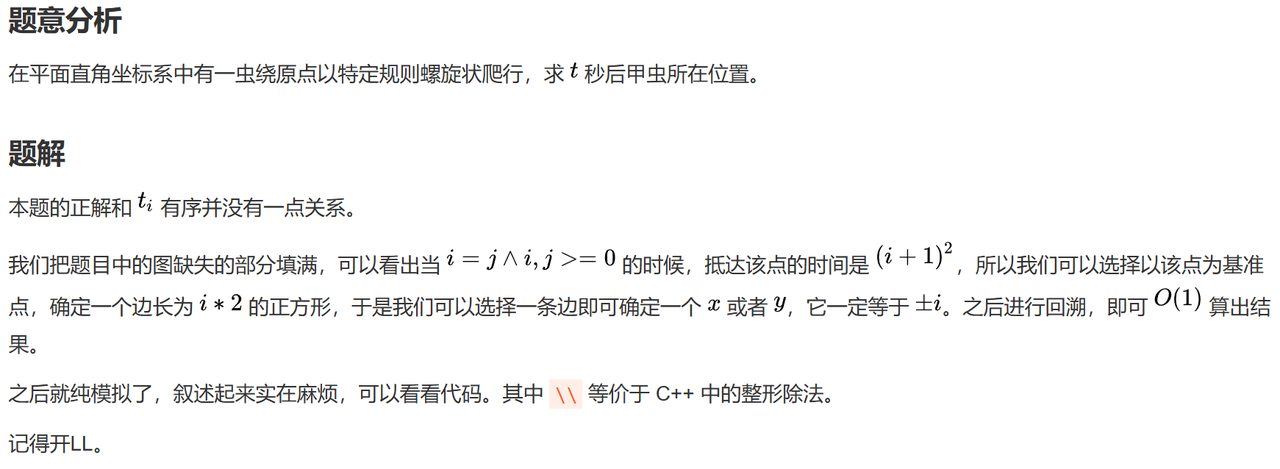 题意分析
在平面直角坐标系中有一虫绕原点以特定规则螺旋状爬行，求 t 秒后甲虫所在位置。
题解
本题的正解和 t_i 有序并没有一点关系。
我们把题目中的图缺失的部分填满，可以看出当 i = j ∧ i, j >= 0 的时候，抵达该点的时间是 (i + 1)^2，所以我们可以选择以该点为基准
点，确定一个边长为 i * 2 的正方形，于是我们可以选择一条边即可确定一个 x 或者 y，它一定等于 ±i。之后进行回溯，即可 O(1) 算出结
果。
之后就纯模拟了，叙述起来实在麻烦，可以看看代码。其中 \\ 等价于 C++ 中的整形除法。
记得开LL。